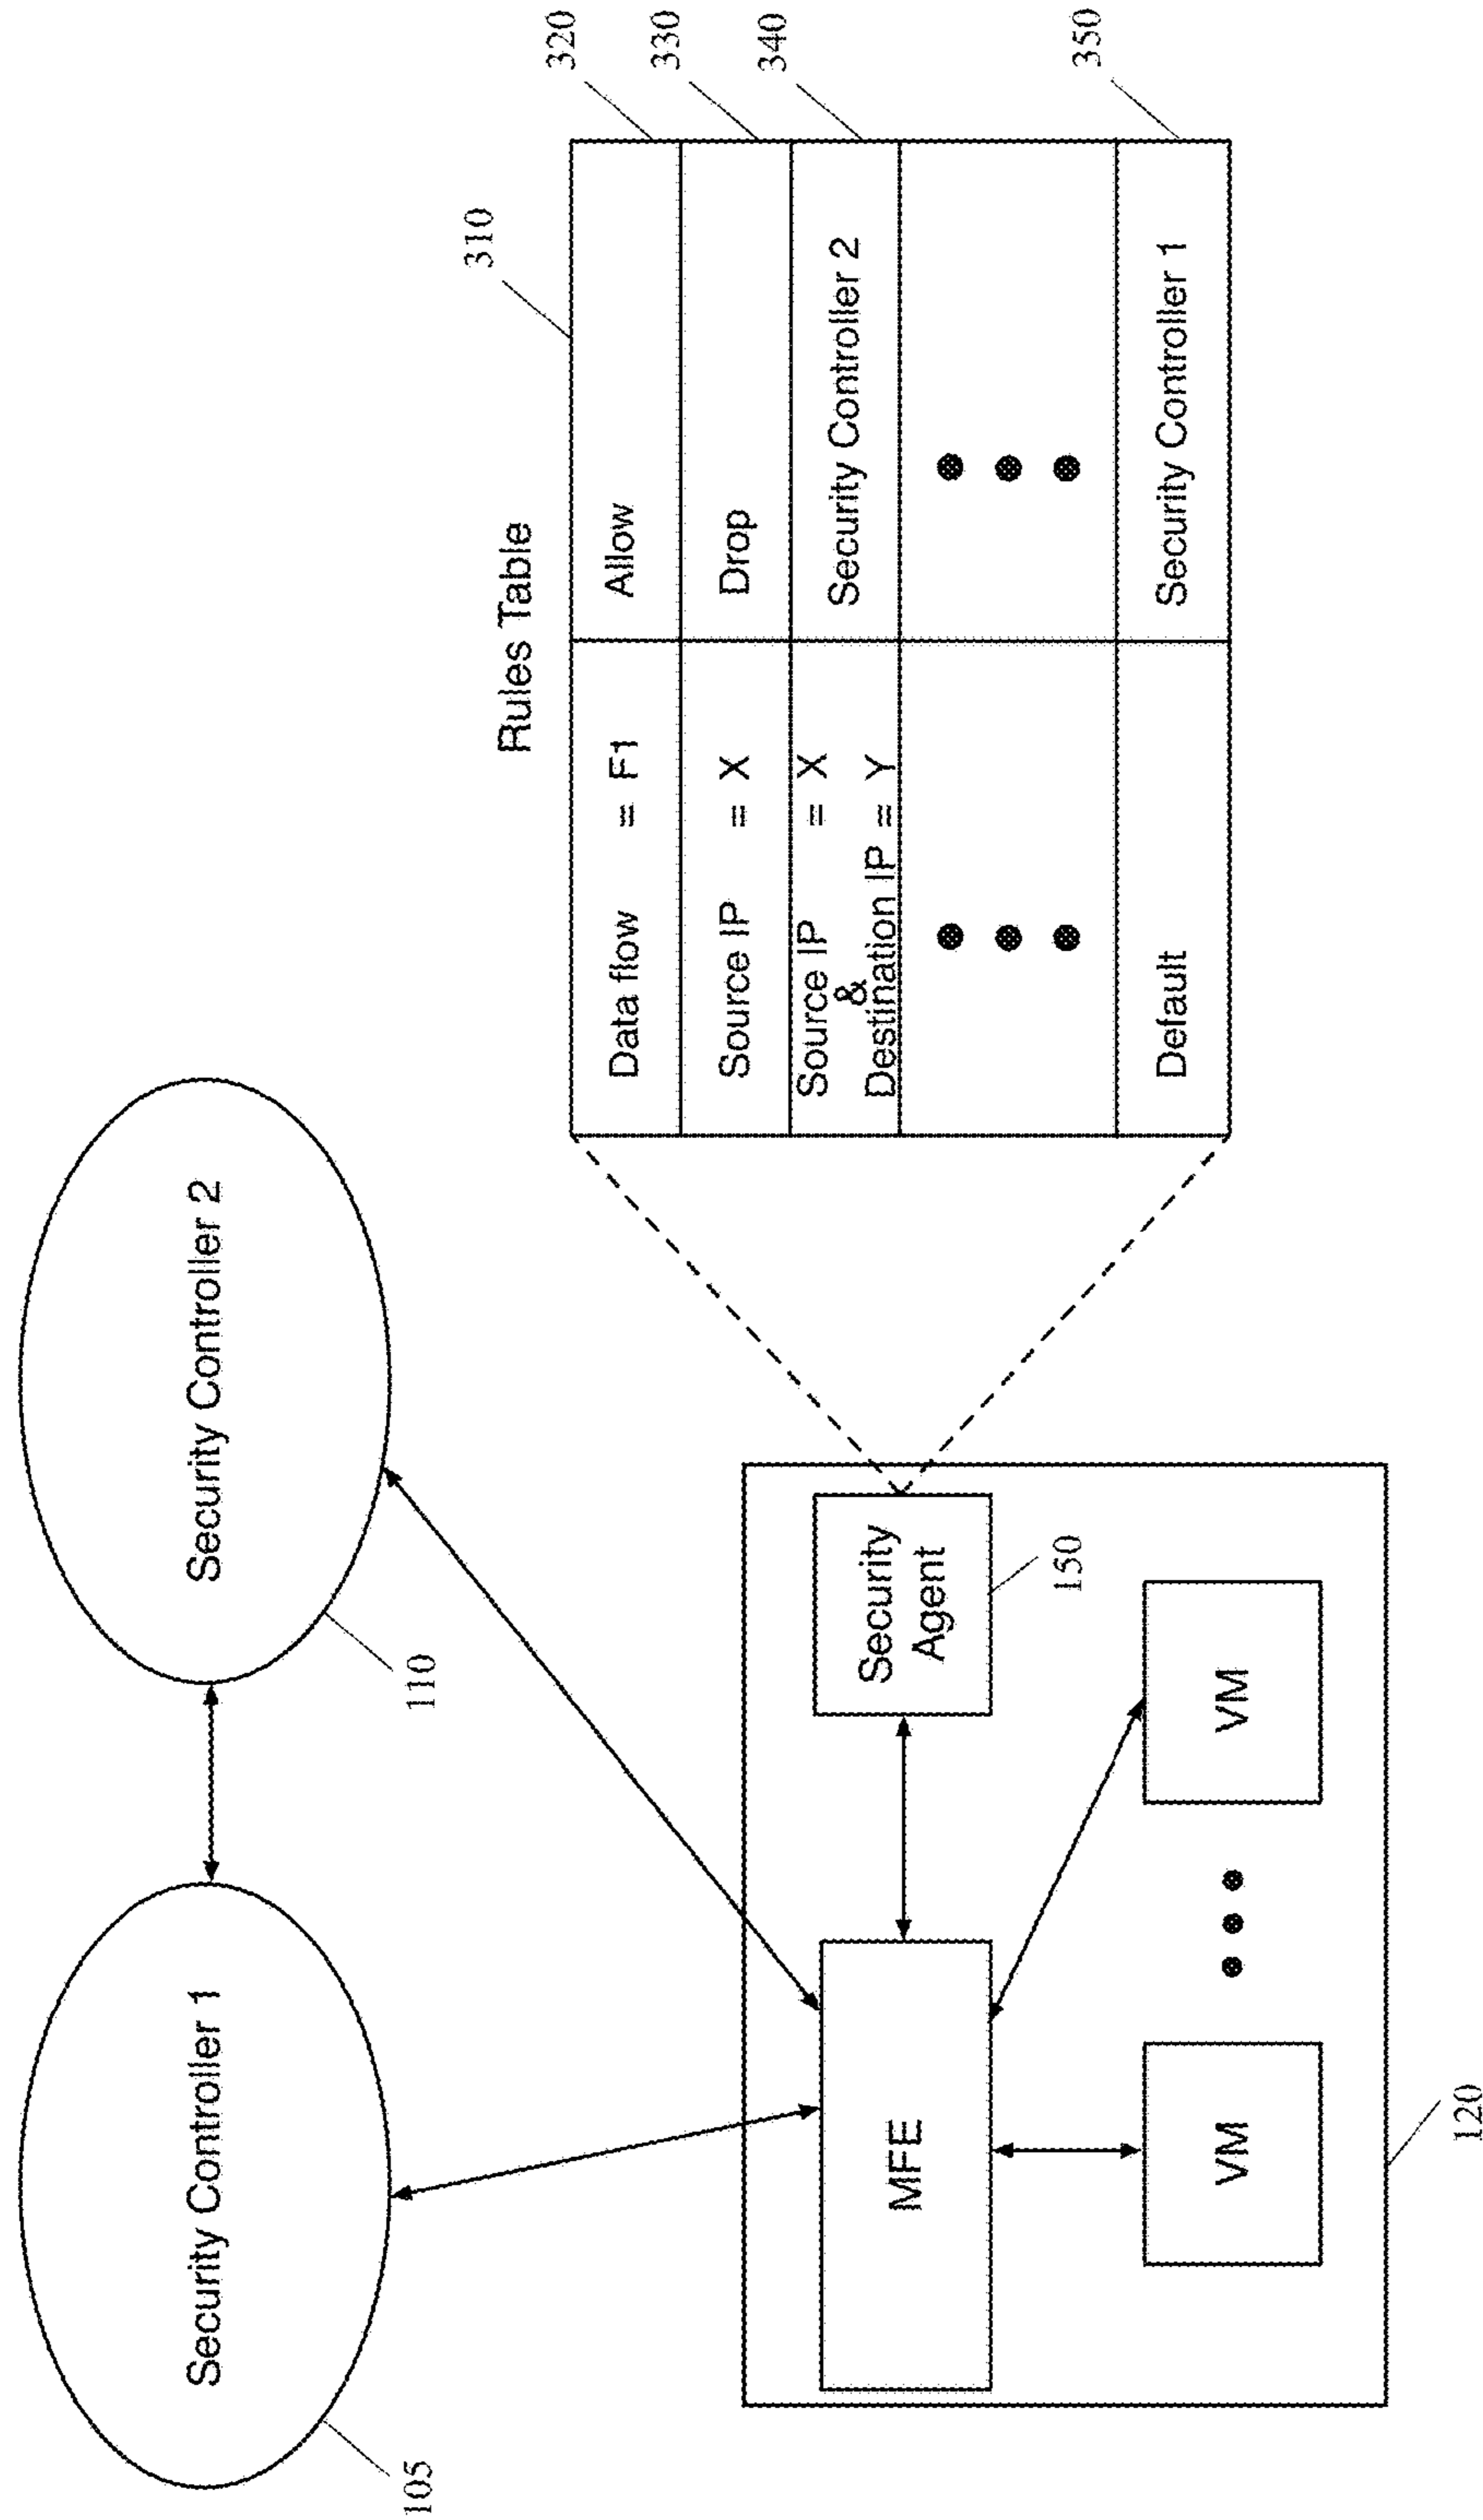 Security Controller 1
Security Controller 2
105
110
MFE
Security
Agent
150
VM
VM
120
Rules Table
310
Data flow = F1
Allow
320
Source IP = X
Drop
330
Source IP = X
&
Destination IP = Y
Security Controller 2
340
Default
Security Controller 1
350